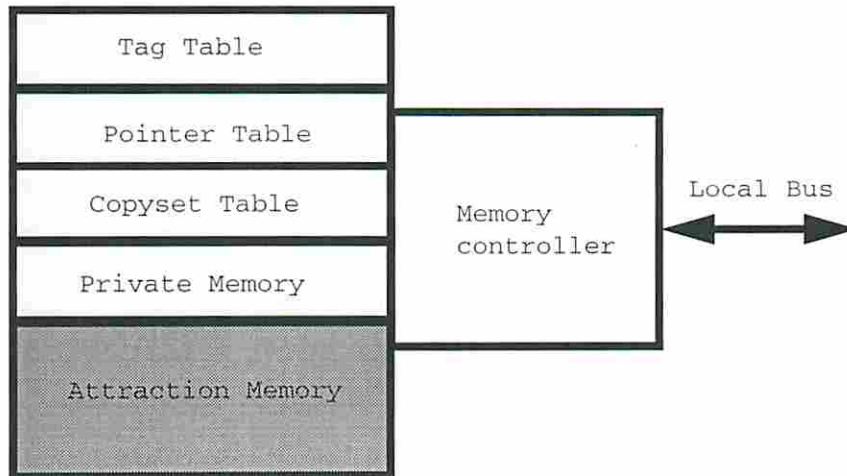 Tag Table
Pointer Table
Copyset Table
Private Memory
Attraction Memory
Memory
controller
Local Bus